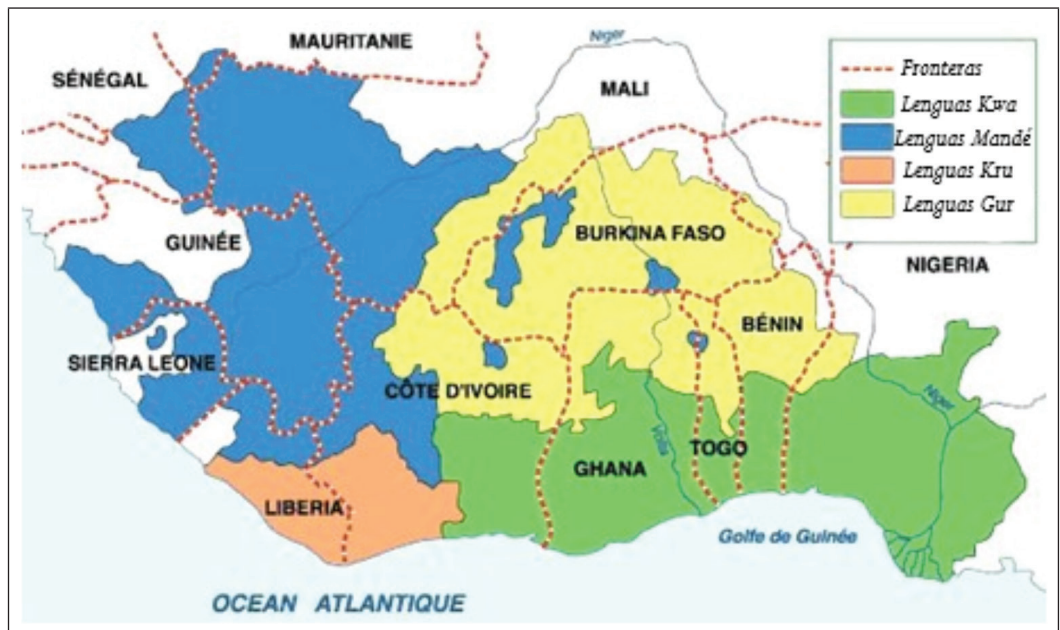 MAURITANIE
SÉNÉGAL
Niger
MALI
Fronteras
Lenguas Kwa
Lenguas Mandé
Lenguas Kru
Lenguas Gur
GUINÉE
BURKINA FASO
NIGERIA
BÉNIN
SIERRA LEONE
CÔTE D'IVOIRE
Niger
Volta
TOGO
GHANA
LIBERIA
Golfe de Guinée
OCEAN ATLANTIQUE